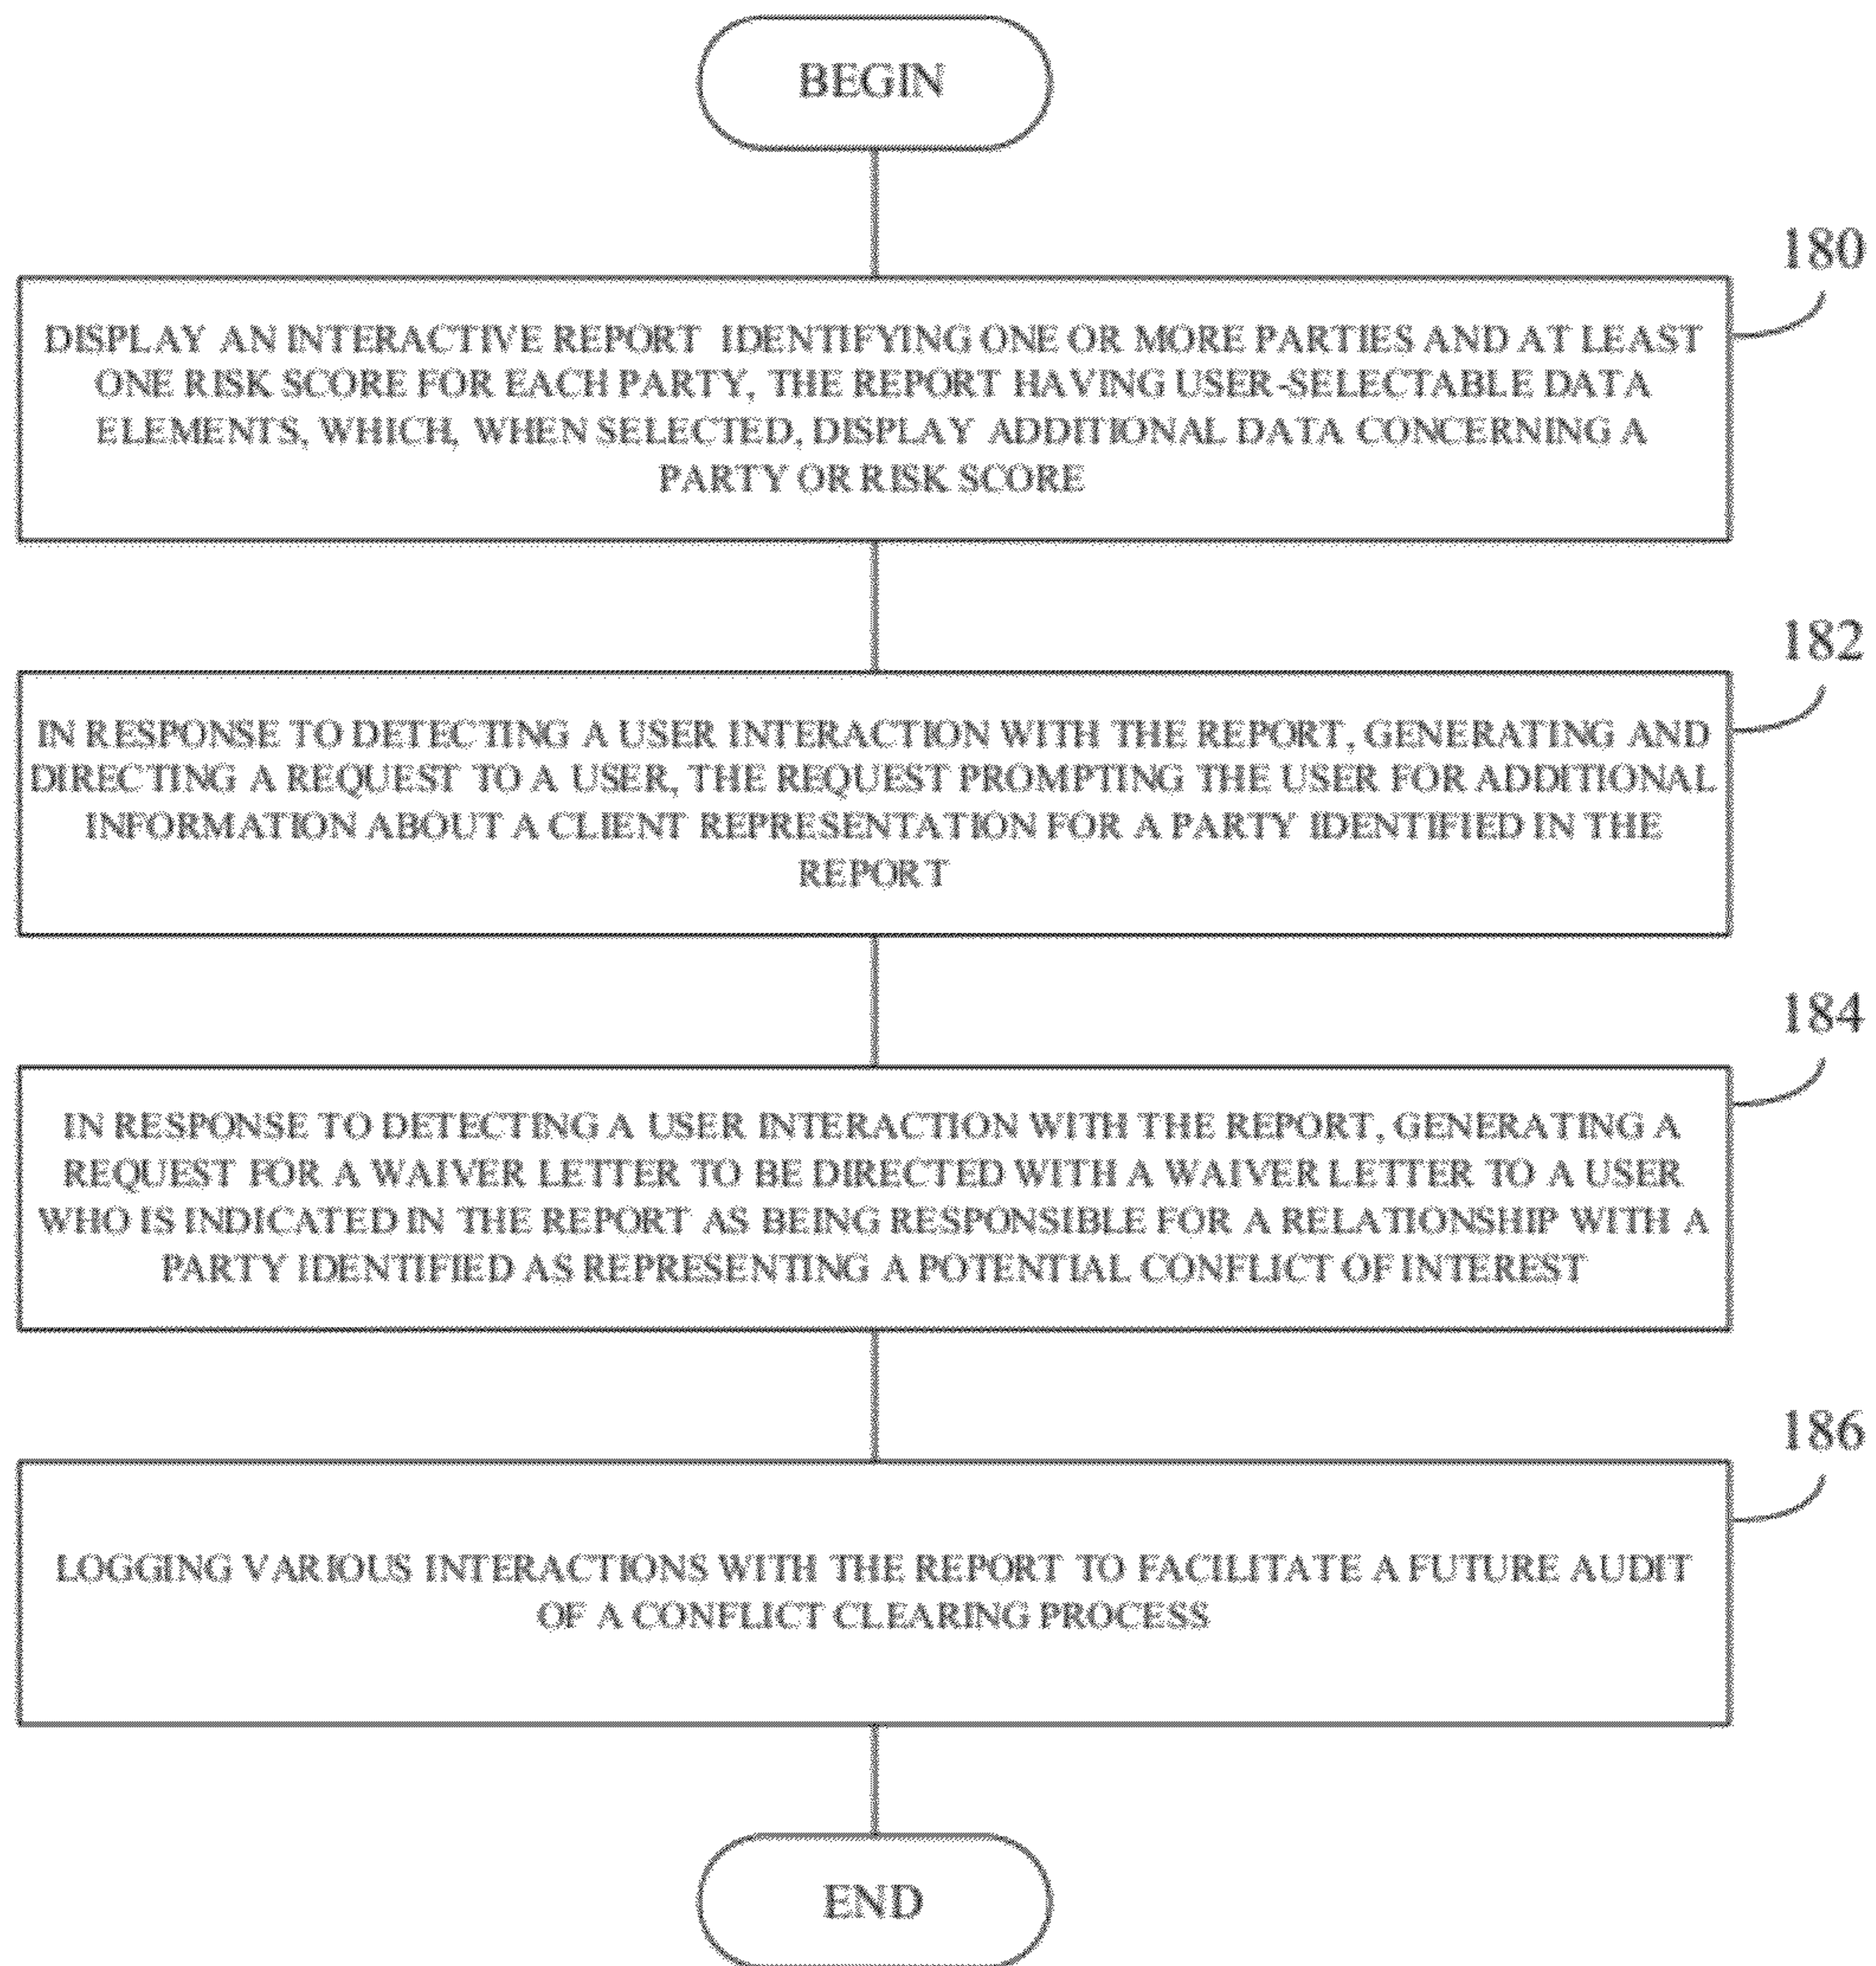 BEGIN
180
DISPLAY AN INTERACTIVE REPORT IDENTIFYING ONE OR MORE PARTIES AND AT LEAST
ONE RISK SCORE FOR EACH PARTY, THE REPORT HAVING USER-SELECTABLE DATA
ELEMENTS, WHICH, WHEN SELECTED, DISPLAY ADDITIONAL DATA CONCERNING A
PARTY OR RISK SCORE
182
IN RESPONSE TO DETECTING A USER INTERACTION WITH THE REPORT, GENERATING AND
DIRECTING A REQUEST TO A USER, THE REQUEST PROMPTING THE USER FOR ADDITIONAL
INFORMATION ABOUT A CLIENT REPRESENTATION FOR A PARTY IDENTIFIED IN THE
REPORT
184
IN RESPONSE TO DETECTING A USER INTERACTION WITH THE REPORT, GENERATING A
REQUEST FOR A WAIVER LETTER TO BE DIRECTED WITH A WAIVER LETTER TO A USER
WHO IS INDICATED IN THE REPORT AS BEING RESPONSIBLE FOR A RELATIONSHIP WITH A
PARTY IDENTIFIED AS REPRESENTING A POTENTIAL CONFLICT OF INTEREST
186
LOGGING VARIOUS INTERACTIONS WITH THE REPORT TO FACILITATE A FUTURE AUDIT
OF A CONFLICT CLEARING PROCESS
END